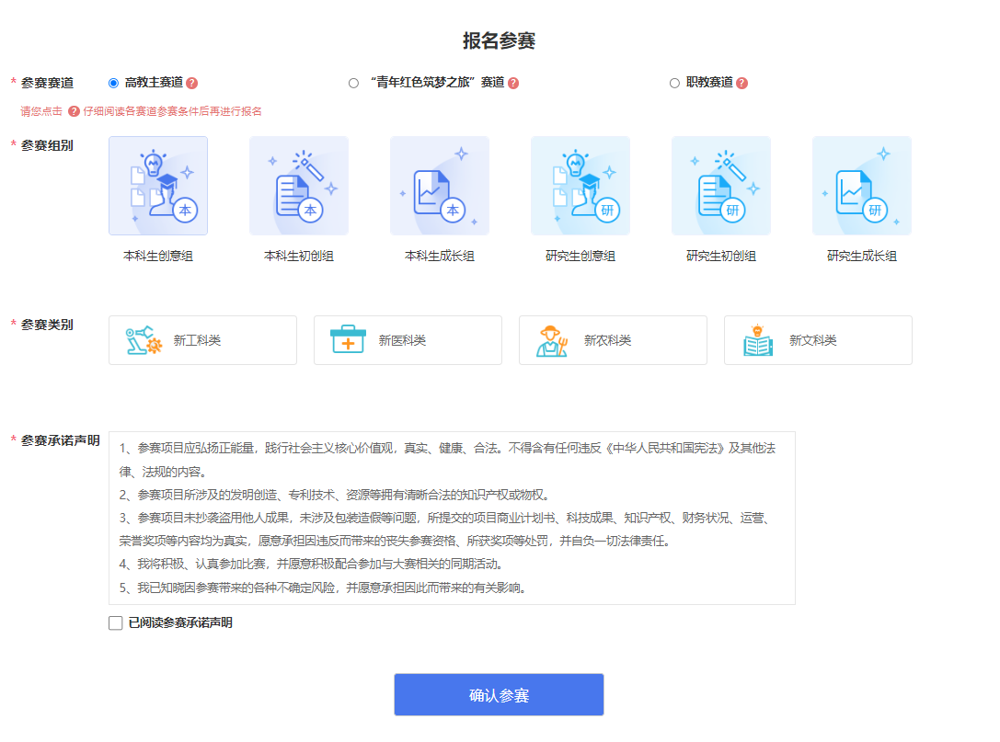 报名参赛
* 参赛赛道 高教主赛道 ? “青年红色筑梦之旅”赛道 ? 职教赛道 ?
请您点击 ? 仔细阅读各赛道参赛条件后再进行报名
* 参赛组别
本 本 本 研 研 研
本科生创意组 本科生初创组 本科生成长组 研究生创意组 研究生初创组 研究生成长组
* 参赛类别 新工科类 新医科类 新农科类 新文科类
* 参赛承诺声明
1、参赛项目应弘扬正能量，践行社会主义核心价值观，真实、健康、合法。不得含有任何违反《中华人民共和国宪法》及其他法
律、法规的内容。
2、参赛项目所涉及的发明创造、专利技术、资源等拥有清晰合法的知识产权或物权。
3、参赛项目未抄袭盗用他人成果，未涉及包装造假等问题，所提交的项目商业计划书、科技成果、知识产权、财务状况、运营、
荣誉奖项等内容均为真实，愿意承担因违反而带来的丧失参赛资格、所获奖项等处罚，并自负一切法律责任。
4、我将积极、认真参加比赛，并愿意积极配合参加与大赛相关的同期活动。
5、我已知晓因参赛带来的各种不确定风险，并愿意承担因此而带来的有关影响。
已阅读参赛承诺声明
确认参赛